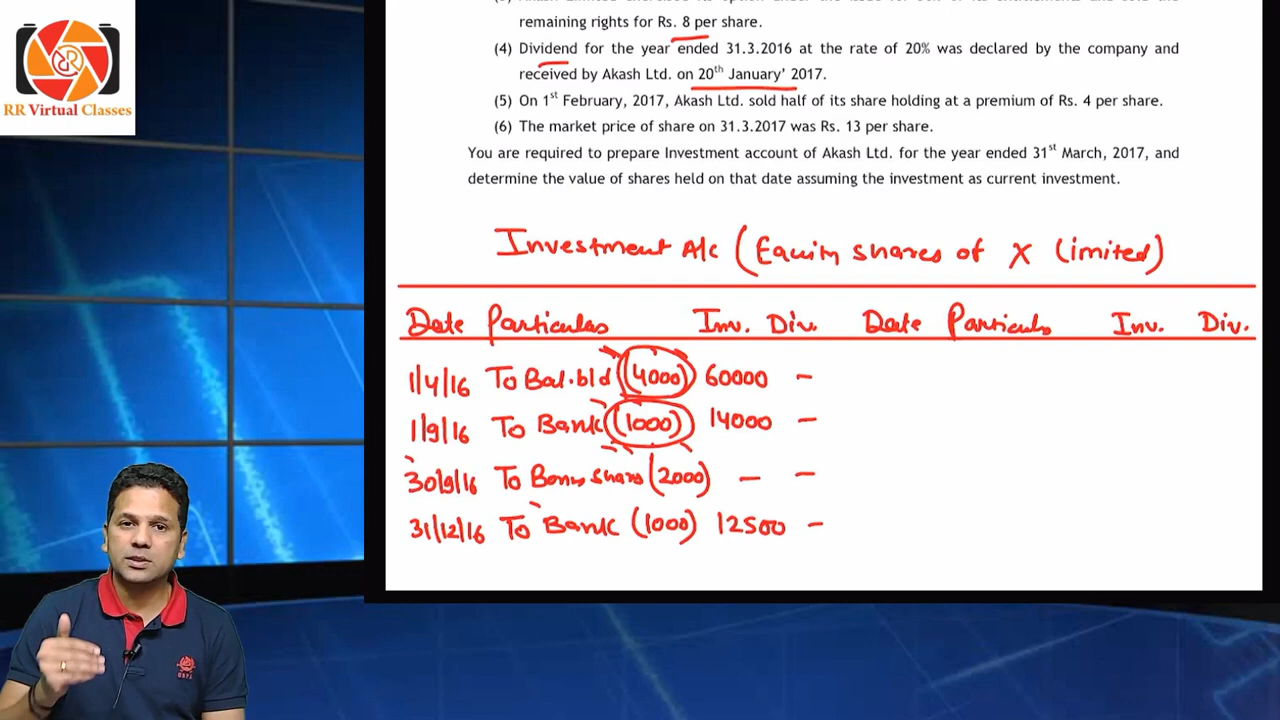 RR Virtual Classes
remaining rights for Rs. 8 per share.
(4) Dividend for the year ended 31.3.2016 at the rate of 20% was declared by the company and
received by Akash Ltd. on 20th January' 2017.
(5) On 1st February, 2017, Akash Ltd. sold half of its share holding at a premium of Rs. 4 per share.
(6) The market price of share on 31.3.2017 was Rs. 13 per share.
You are required to prepare Investment account of Akash Ltd. for the year ended 31st March, 2017, and
determine the value of shares held on that date assuming the investment as current investment.
Investment A/c (Equity shares of X Limited)
Date Particulars Inv. Div. Date Particulars Inv. Div.
1/4/16 To Bal. b/d (4000) 60000 –
1/9/16 To Bank (1000) 14000 –
30/9/16 To Bonus share (2000) – –
31/12/16 To Bank (1000) 12500 –